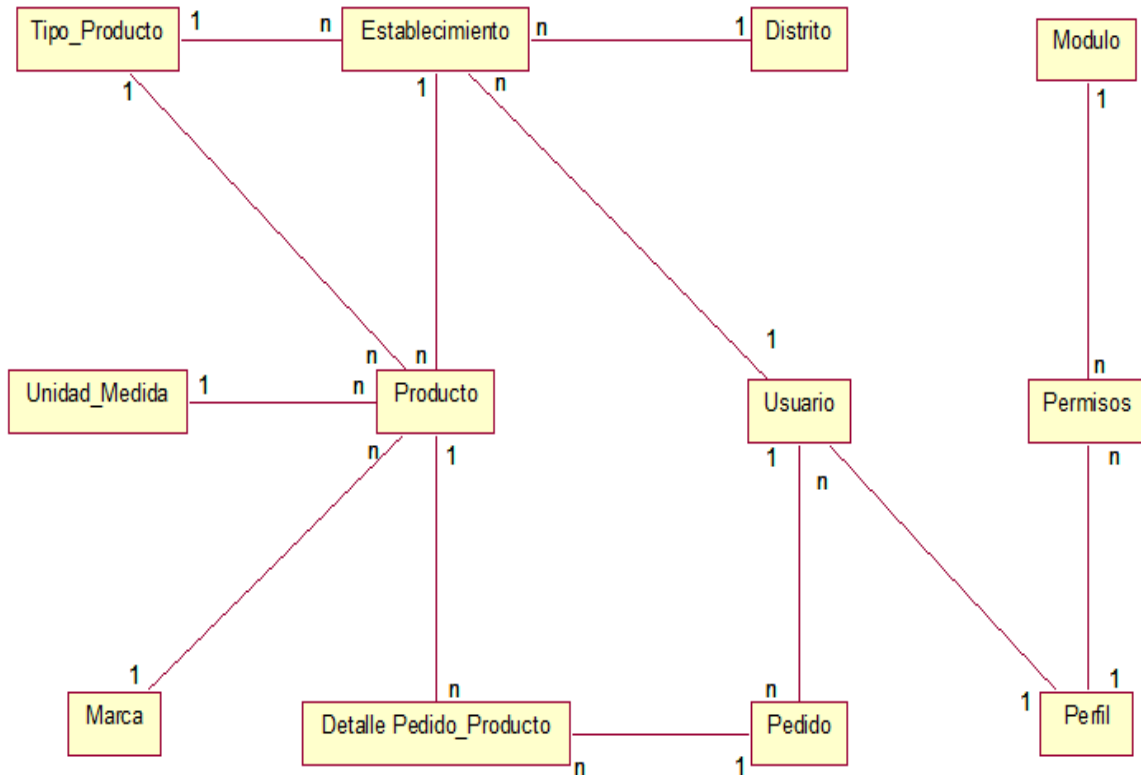 Tipo_Producto 1 n Establecimiento n 1 Distrito Modulo
1 1 n 1
1
n n n
Unidad_Medida 1 n Producto Usuario Permisos
n 1 1 n n
1 n n 1 1
Marca Detalle Pedido_Producto Pedido Perfil
n 1